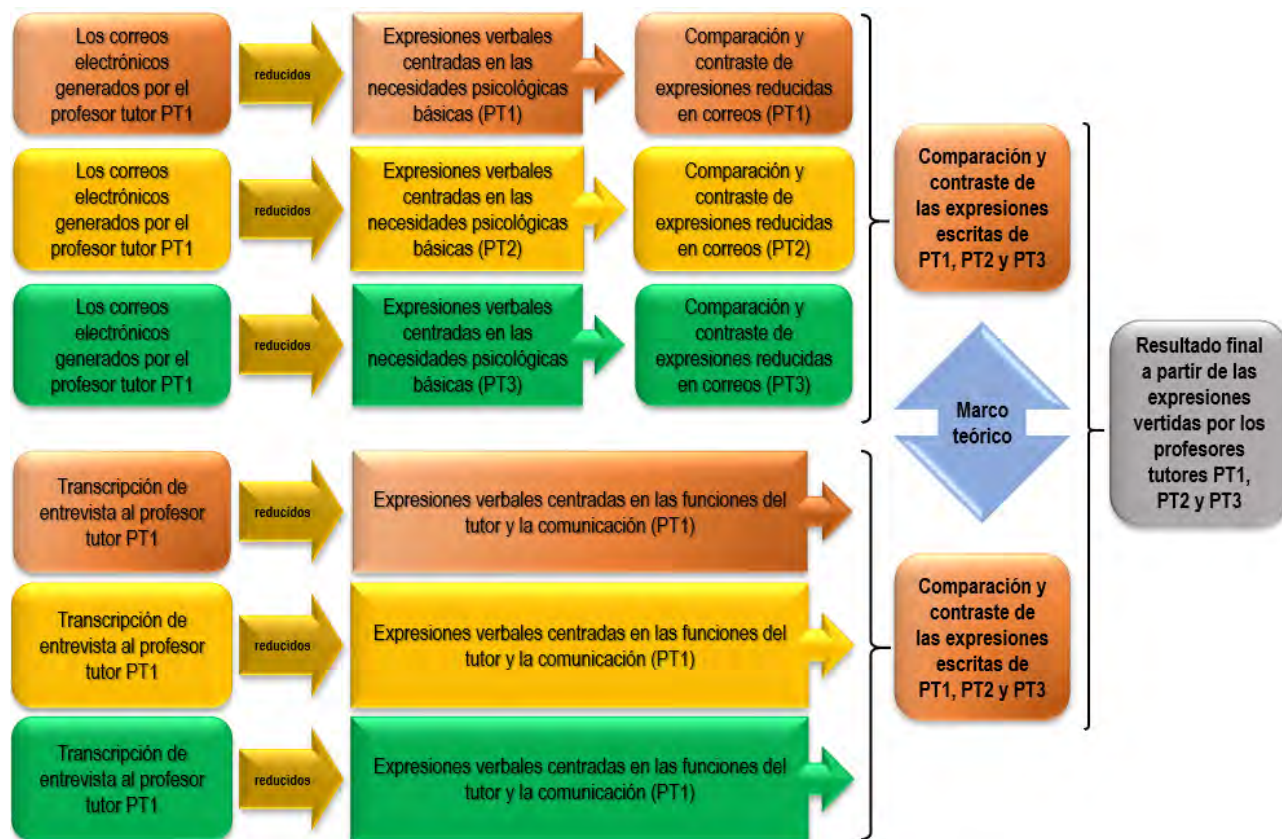 Los correos
electrónicos
generados por el
profesor tutor PT1
reducidos
Expresiones verbales
centradas en las
necesidades psicológicas
básicas (PT1)
Comparación y
contraste de
expresiones reducidas
en correos (PT1)
Los correos
electrónicos
generados por el
profesor tutor PT1
reducidos
Expresiones verbales
centradas en las
necesidades psicológicas
básicas (PT2)
Comparación y
contraste de
expresiones reducidas
en correos (PT2)
Los correos
electrónicos
generados por el
profesor tutor PT1
reducidos
Expresiones verbales
centradas en las
necesidades psicológicas
básicas (PT3)
Comparación y
contraste de
expresiones reducidas
en correos (PT3)
Comparación y
contraste de
las expresiones
escritas de
PT1, PT2 y PT3
Marco
teórico
Resultado final
a partir de las
expresiones
vertidas por los
profesores
tutores PT1,
PT2 y PT3
Transcripción de
entrevista al profesor
tutor PT1
reducidos
Expresiones verbales centradas en las funciones del
tutor y la comunicación (PT1)
Transcripción de
entrevista al profesor
tutor PT1
reducidos
Expresiones verbales centradas en las funciones del
tutor y la comunicación (PT1)
Transcripción de
entrevista al profesor
tutor PT1
reducidos
Expresiones verbales centradas en las funciones del
tutor y la comunicación (PT1)
Comparación y
contraste de
las expresiones
escritas de
PT1, PT2 y PT3